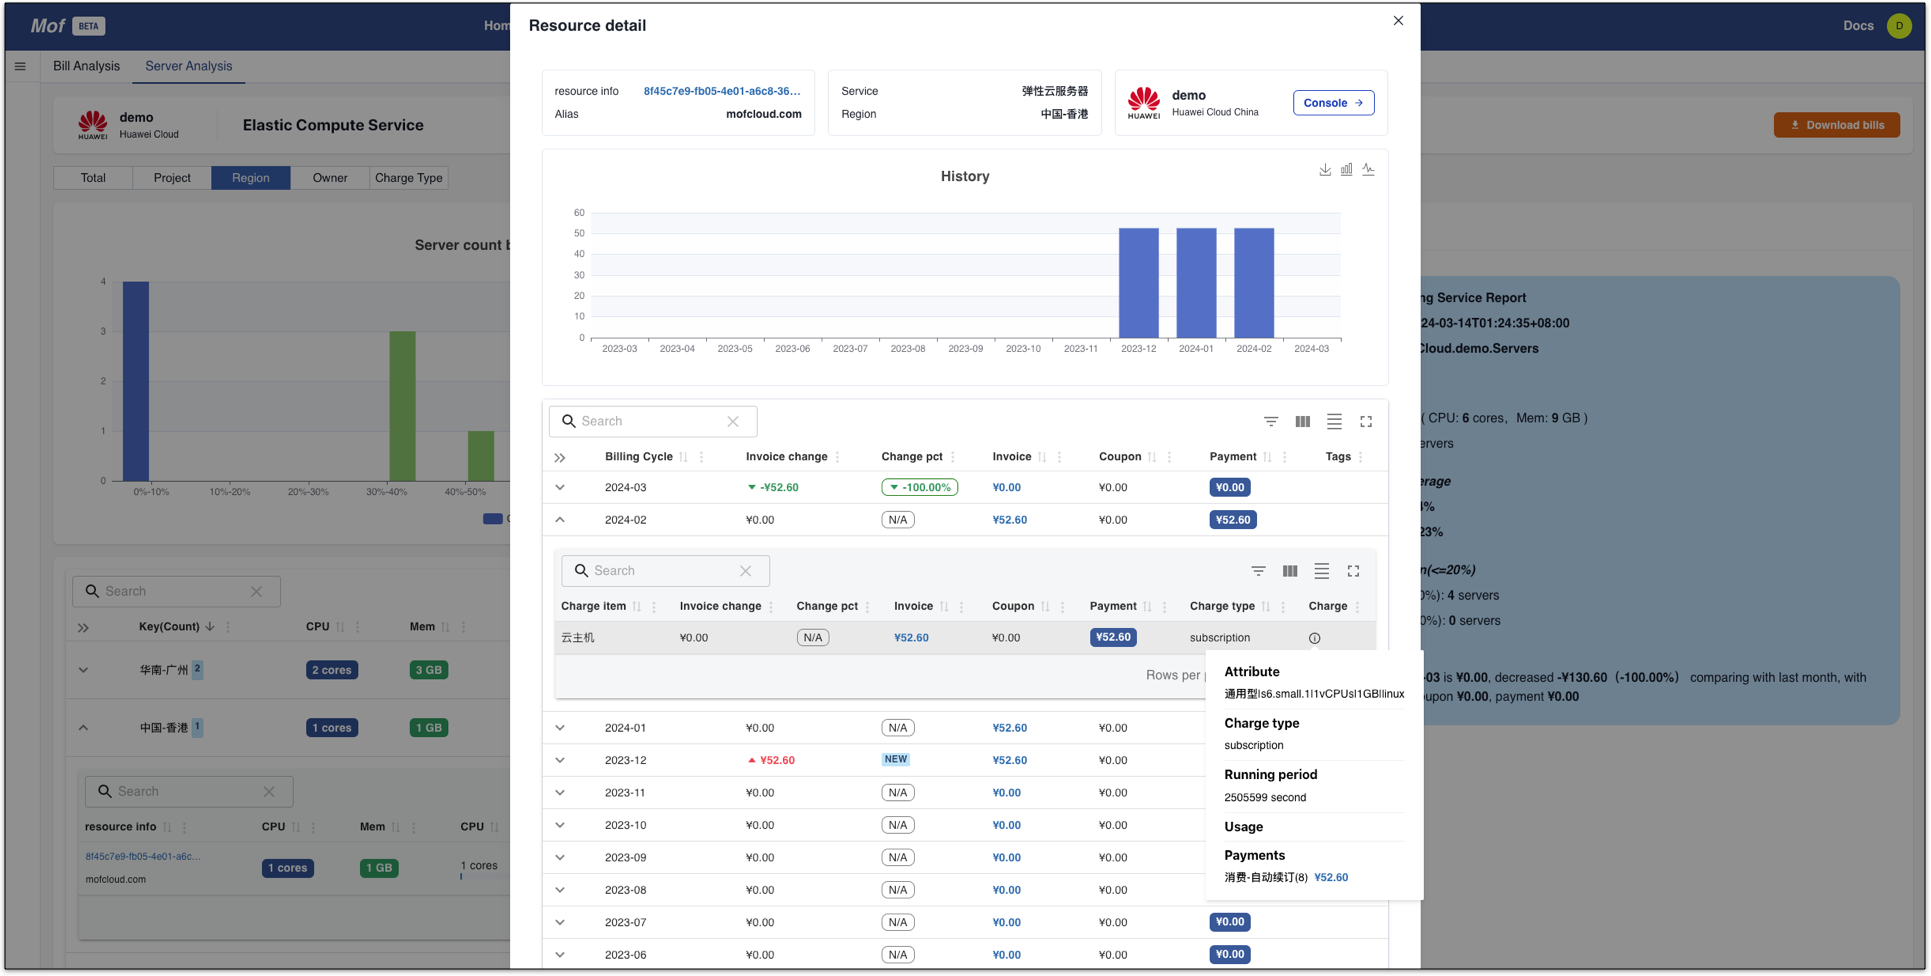 Mof BETA
Hom
Docs D
Bill Analysis Server Analysis
demo
Huawei Cloud
HUAWEI
Elastic Compute Service
Download bills
Total Project Region Owner Charge Type
Server count b
4
3
2
1
0
0%-10% 10%-20% 20%-30% 30%-40% 40%-50%
Search
Key(Count) CPU Mem
华南-广州 2 2 cores 3 GB
中国-香港 1 1 cores 1 GB
Search
resource info CPU Mem CPU
8f45c7e9-fb05-4e01-a6c...
mofcloud.com
1 cores 1 GB 1 cores
Resource detail
resource info 8f45c7e9-fb05-4e01-a6c8-36...
Alias mofcloud.com
Service 弹性云服务器
Region 中国-香港
HUAWEI
demo
Huawei Cloud China
Console →
History
60
50
40
30
20
10
0
2023-03 2023-04 2023-05 2023-06 2023-07 2023-08 2023-09 2023-10 2023-11 2023-12 2024-01 2024-02 2024-03
Search
Billing Cycle Invoice change Change pct Invoice Coupon Payment Tags
2024-03 -¥52.60 -100.00% ¥0.00 ¥0.00 ¥0.00
2024-02 ¥0.00 N/A ¥52.60 ¥0.00 ¥52.60
Search
Charge item Invoice change Change pct Invoice Coupon Payment Charge type Charge
云主机 ¥0.00 N/A ¥52.60 ¥0.00 ¥52.60 subscription
Rows per
2024-01 ¥0.00 N/A ¥52.60 ¥0.00
2023-12 ¥52.60 NEW ¥52.60 ¥0.00
2023-11 ¥0.00 N/A ¥0.00 ¥0.00
2023-10 ¥0.00 N/A ¥0.00 ¥0.00
2023-09 ¥0.00 N/A ¥0.00 ¥0.00
2023-08 ¥0.00 N/A ¥0.00 ¥0.00
2023-07 ¥0.00 N/A ¥0.00 ¥0.00 ¥0.00
2023-06 ¥0.00 N/A ¥0.00 ¥0.00 ¥0.00
Attribute
通用型|s6.small.1|1vCPUs|1GB|linux
Charge type
subscription
Running period
2505599 second
Usage
Payments
消费-自动续订(8) ¥52.60
ng Service Report
24-03-14T01:24:35+08:00
Cloud.demo.Servers
( CPU: 6 cores, Mem: 9 GB )
ervers
erage
%
23%
n(<=20%)
0%): 4 servers
0%): 0 servers
-03 is ¥0.00, decreased -¥130.60（-100.00%） comparing with last month, with
upon ¥0.00, payment ¥0.00